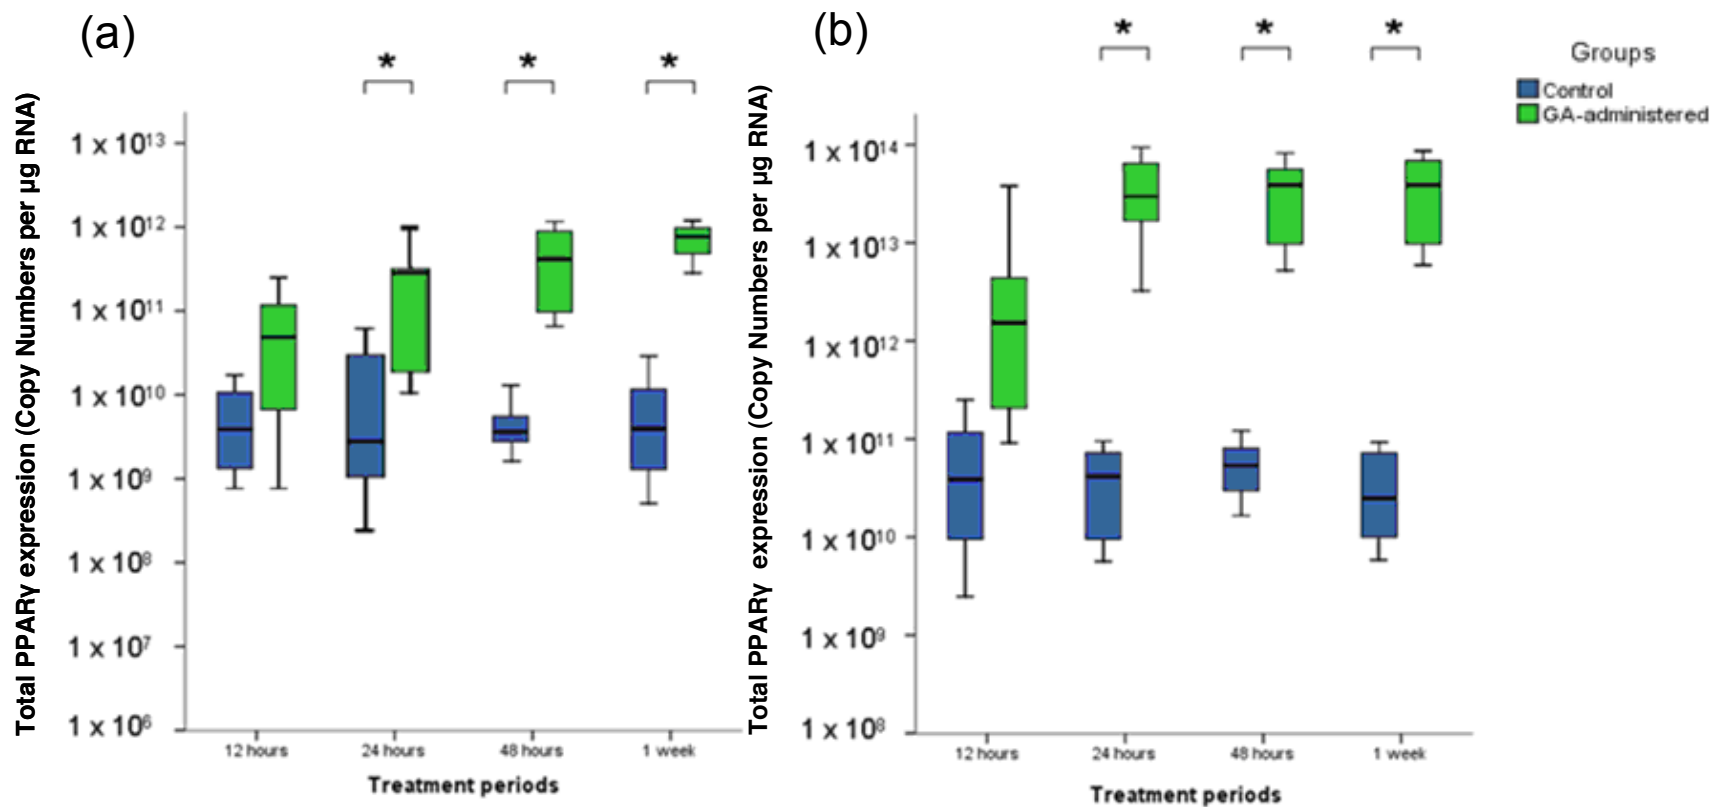 (a)
(b)
* * *
* * *
Groups
Control
GA-administered
Total PPARγ expression (Copy Numbers per µg RNA)
1 x 10¹³
1 x 10¹²
1 x 10¹¹
1 x 10¹⁰
1 x 10⁹
1 x 10⁸
1 x 10⁷
1 x 10⁶
12 hours 24 hours 48 hours 1 week
Treatment periods
Total PPARγ expression (Copy Numbers per µg RNA)
1 x 10¹⁴
1 x 10¹³
1 x 10¹²
1 x 10¹¹
1 x 10¹⁰
1 x 10⁹
1 x 10⁸
12 hours 24 hours 48 hours 1 week
Treatment periods